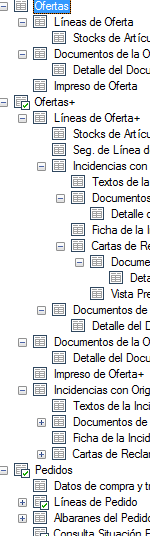 Ofertas
Líneas de Oferta
Stocks de Artícu
Documentos de la O
Detalle del Docu
Impreso de Oferta
Ofertas+
Líneas de Oferta+
Stocks de Artícu
Seg. de Línea d
Incidencias con
Textos de la
Documentos
Detalle d
Ficha de la I
Cartas de Re
Docume
Deta
Vista Pre
Documentos de
Detalle del D
Documentos de la O
Detalle del Docu
Impreso de Oferta+
Incidencias con Orig
Textos de la Inci
Documentos de
Ficha de la Incid
Cartas de Reclar
Pedidos
Datos de compra y tr
Líneas de Pedido
Albaranes del Pedido
Consulta Situación F